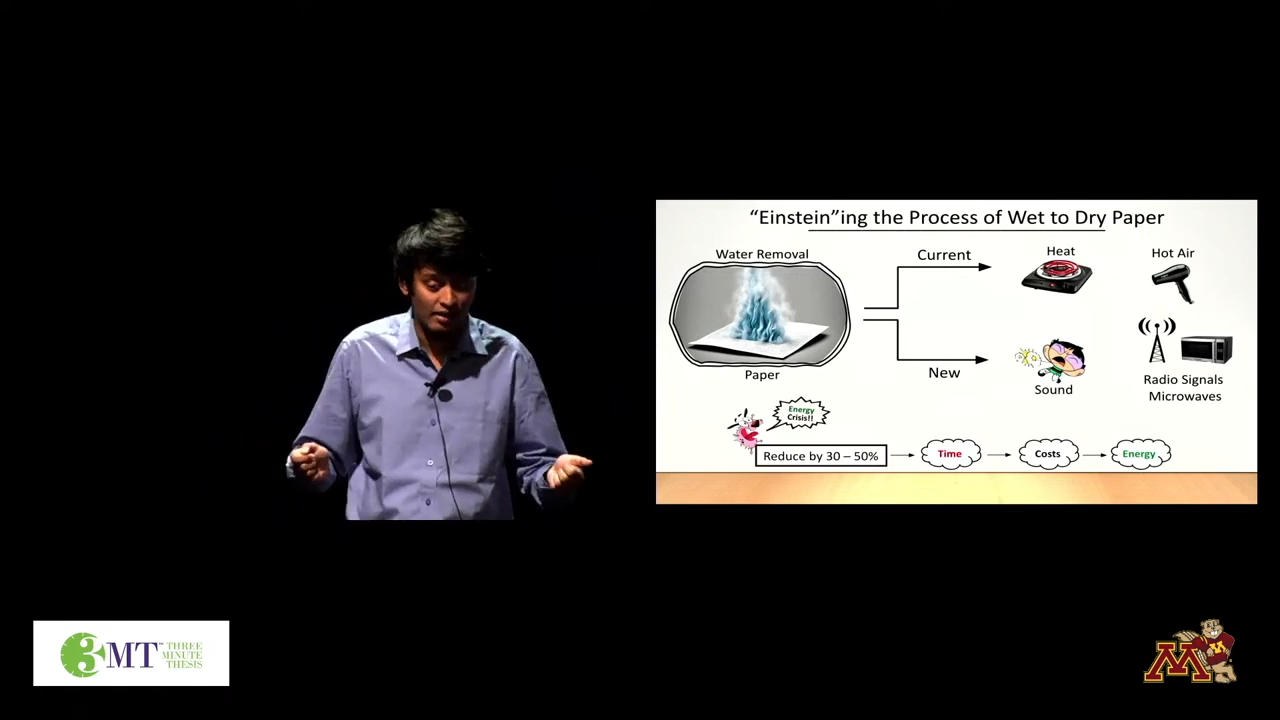 “Einstein”ing the Process of Wet to Dry Paper
Water Removal
Current
Heat
Hot Air
Paper
New
Sound
Radio Signals
Microwaves
Energy
Crisis!!
Reduce by 30 – 50%
Time
Costs
Energy
3MT™ THREE
MINUTE
THESIS
M